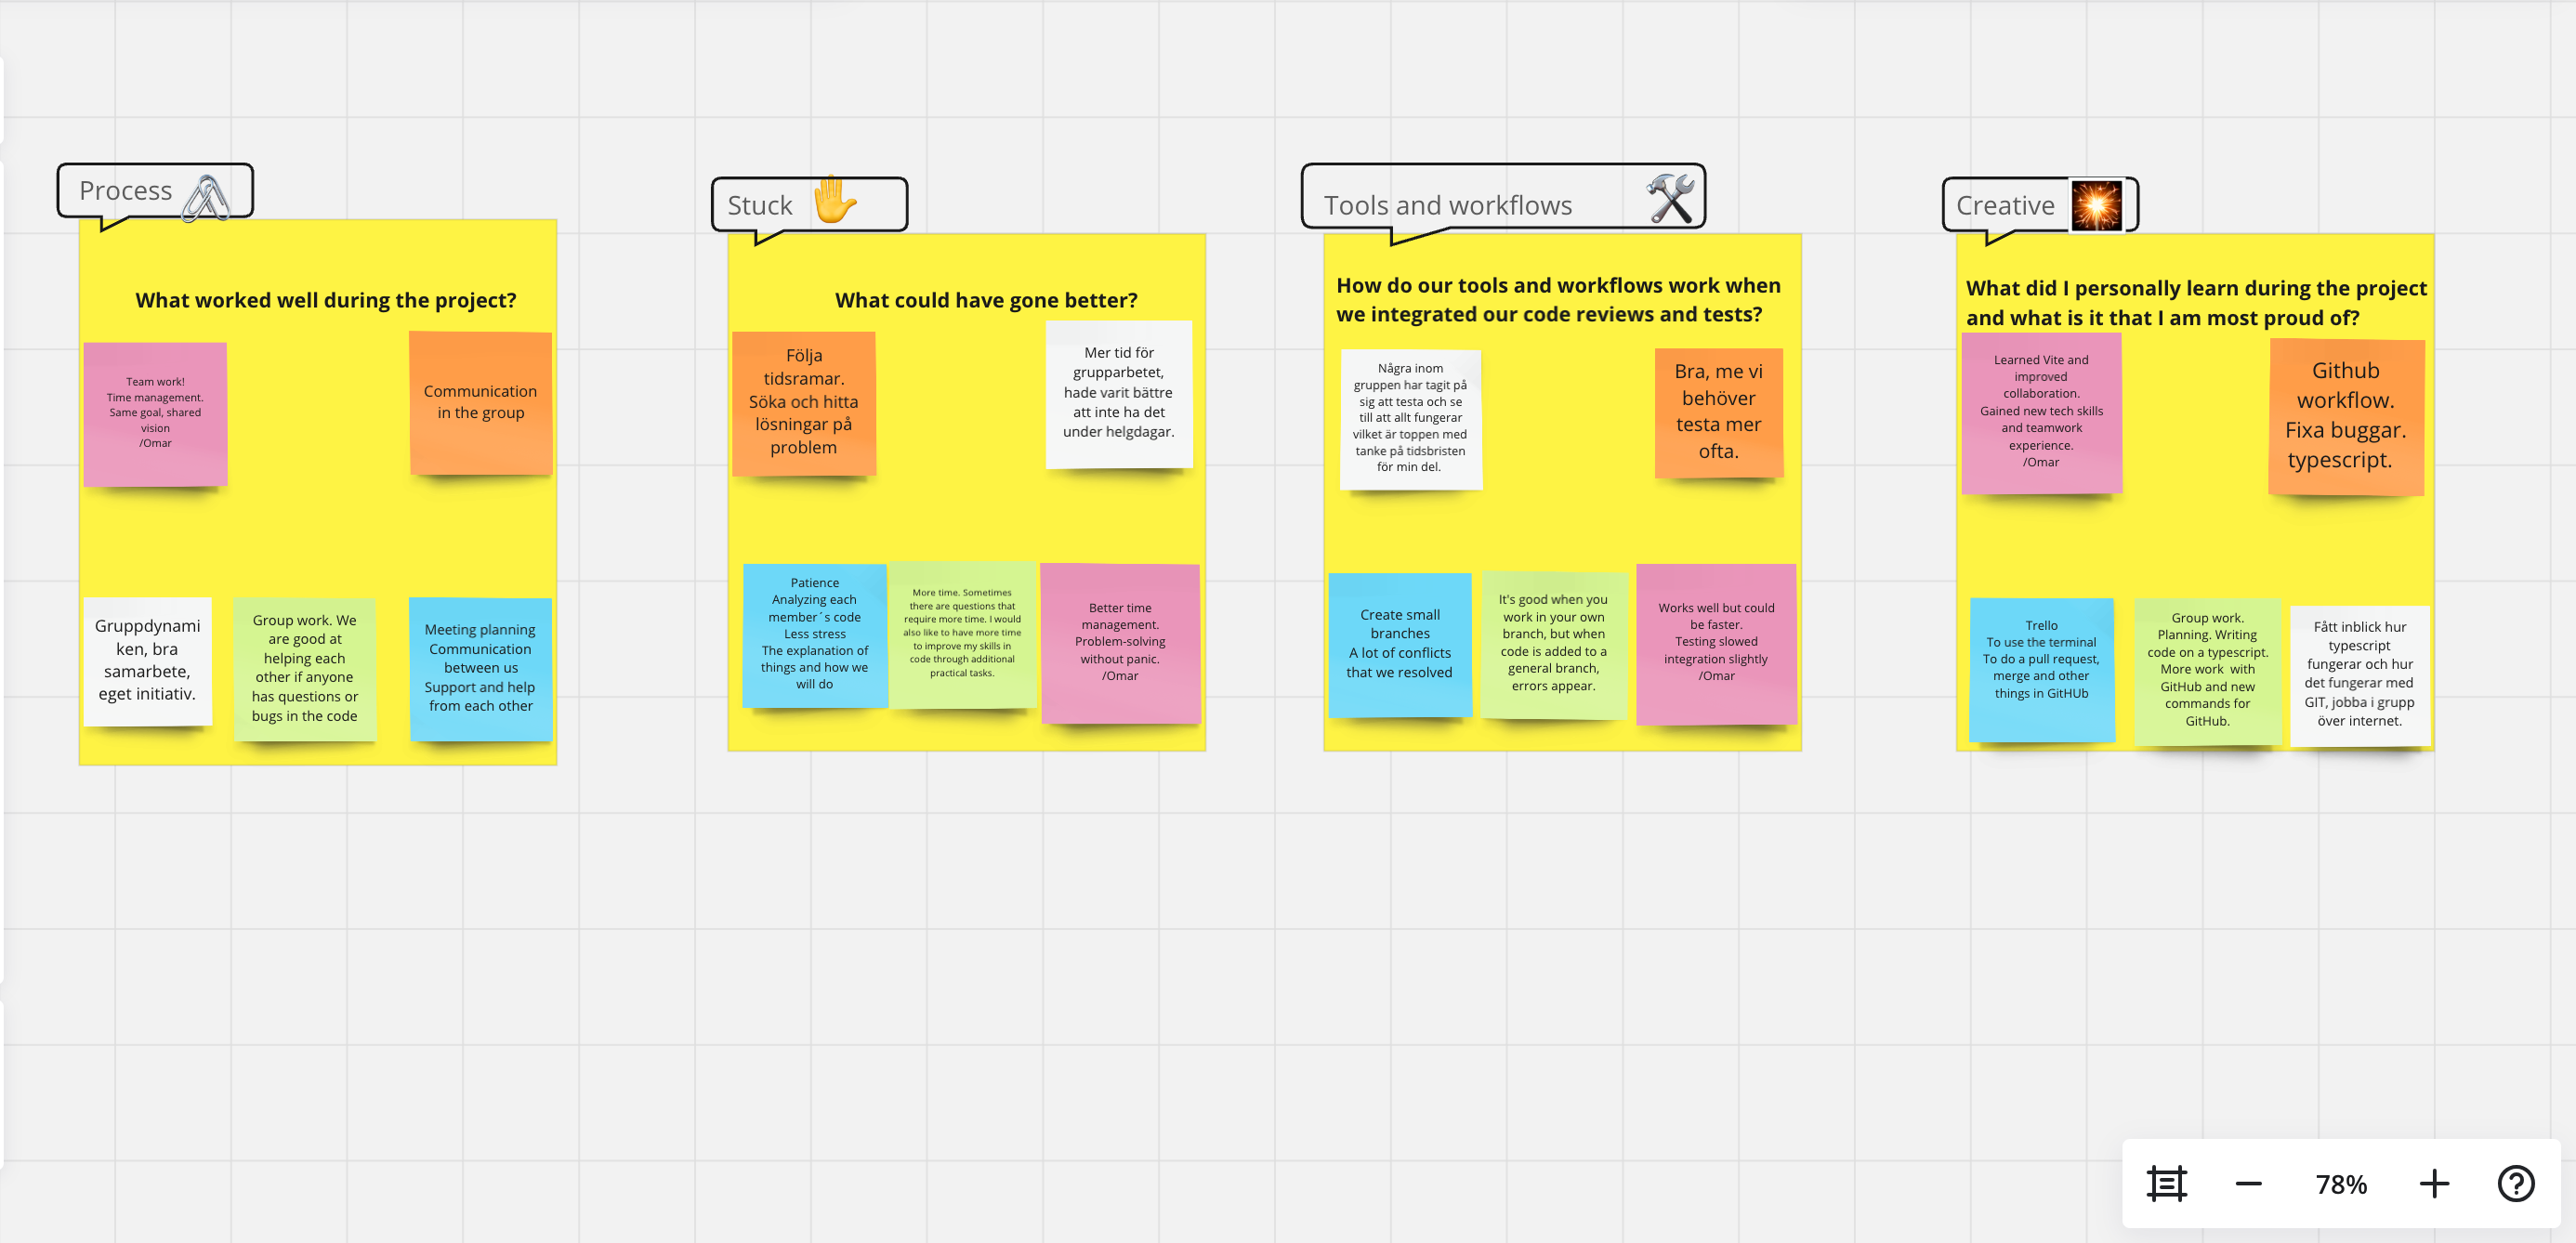 Process
What worked well during the project?
Team work!
Time management.
Same goal, shared
vision
/Omar
Communication
in the group
Gruppdynami
ken, bra
samarbete,
eget initiativ.
Group work. We
are good at
helping each
other if anyone
has questions or
bugs in the code
Meeting planning
Communication
between us
Support and help
from each other
Stuck
What could have gone better?
Följa
tidsramar.
Söka och hitta
lösningar på
problem
Mer tid för
grupparbetet,
hade varit bättre
att inte ha det
under helgdagar.
Patience
Analyzing each
member´s code
Less stress
The explanation of
things and how we
will do
More time. Sometimes
there are questions that
require more time. I would
also like to have more time
to improve my skills in
code through additional
practical tasks.
Better time
management.
Problem-solving
without panic.
/Omar
Tools and workflows
How do our tools and workflows work when
we integrated our code reviews and tests?
Några inom
gruppen har tagit på
sig att testa och se
till att allt fungerar
vilket är toppen med
tanke på tidsbristen
för min del.
Bra, me vi
behöver
testa mer
ofta.
Create small
branches
A lot of conflicts
that we resolved
It's good when you
work in your own
branch, but when
code is added to a
general branch,
errors appear.
Works well but could
be faster.
Testing slowed
integration slightly
/Omar
Creative
What did I personally learn during the project
and what is it that I am most proud of?
Learned Vite and
improved
collaboration.
Gained new tech skills
and teamwork
experience.
/Omar
Github
workflow.
Fixa buggar.
typescript.
Trello
To use the terminal
To do a pull request,
merge and other
things in GitHUb
Group work.
Planning. Writing
code on a typescript.
More work  with
GitHub and new
commands for
GitHub.
Fått inblick hur
typescript
fungerar och hur
det fungerar med
GIT, jobba i grupp
över internet.
78%